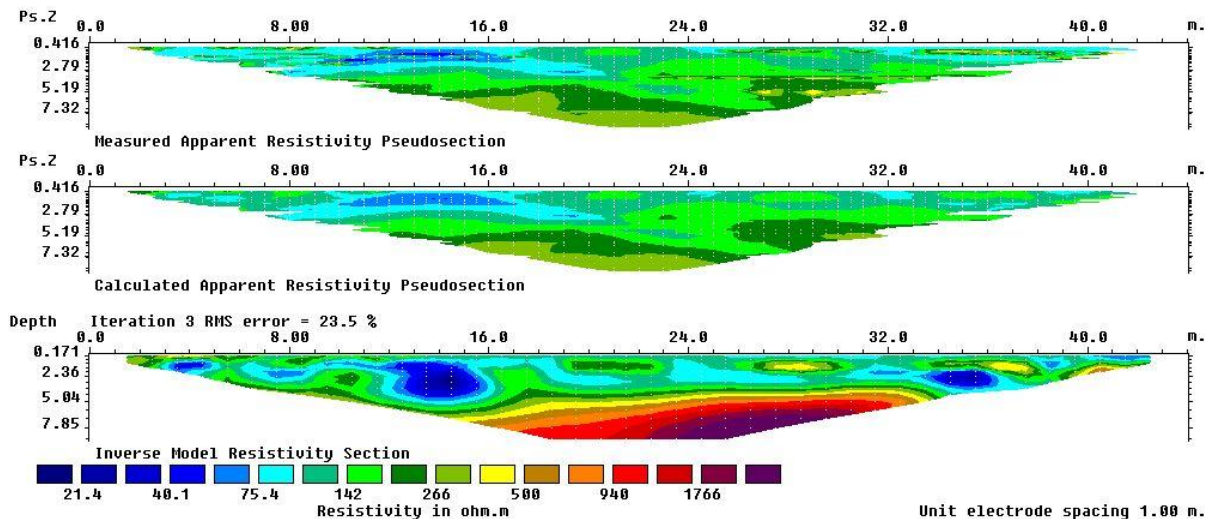 Ps.Z 0.0 8.00 16.0 24.0 32.0 40.0 m.
0.416
2.79
5.19
7.32
Measured Apparent Resistivity Pseudosection
Ps.Z 0.0 8.00 16.0 24.0 32.0 40.0 m.
0.416
2.79
5.19
7.32
Calculated Apparent Resistivity Pseudosection
Depth Iteration 3 RMS error = 23.5 %
0.0 8.00 16.0 24.0 32.0 40.0 m.
0.171
2.36
5.04
7.85
Inverse Model Resistivity Section
21.4 40.1 75.4 142 266 500 940 1766
Resistivity in ohm.m Unit electrode spacing 1.00 m.